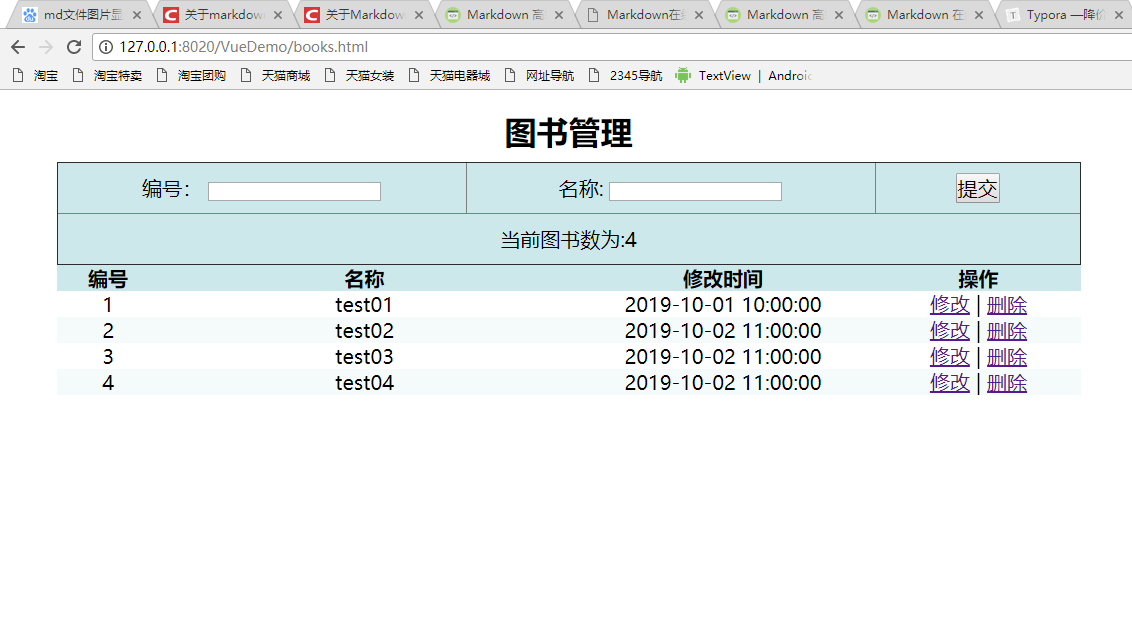 md文件图片显 关于markdow 关于Markdow Markdown 高 Markdown在 Markdown 高 Markdown 在 Typora —降价
127.0.0.1:8020/VueDemo/books.html
淘宝 淘宝特卖 淘宝团购 天猫商城 天猫女装 天猫电器城 网址导航 2345导航 TextView | Android
图书管理
编号: 名称: 提交
当前图书数为:4
编号 名称 修改时间 操作
1 test01 2019-10-01 10:00:00 修改 | 删除
2 test02 2019-10-02 11:00:00 修改 | 删除
3 test03 2019-10-02 11:00:00 修改 | 删除
4 test04 2019-10-02 11:00:00 修改 | 删除